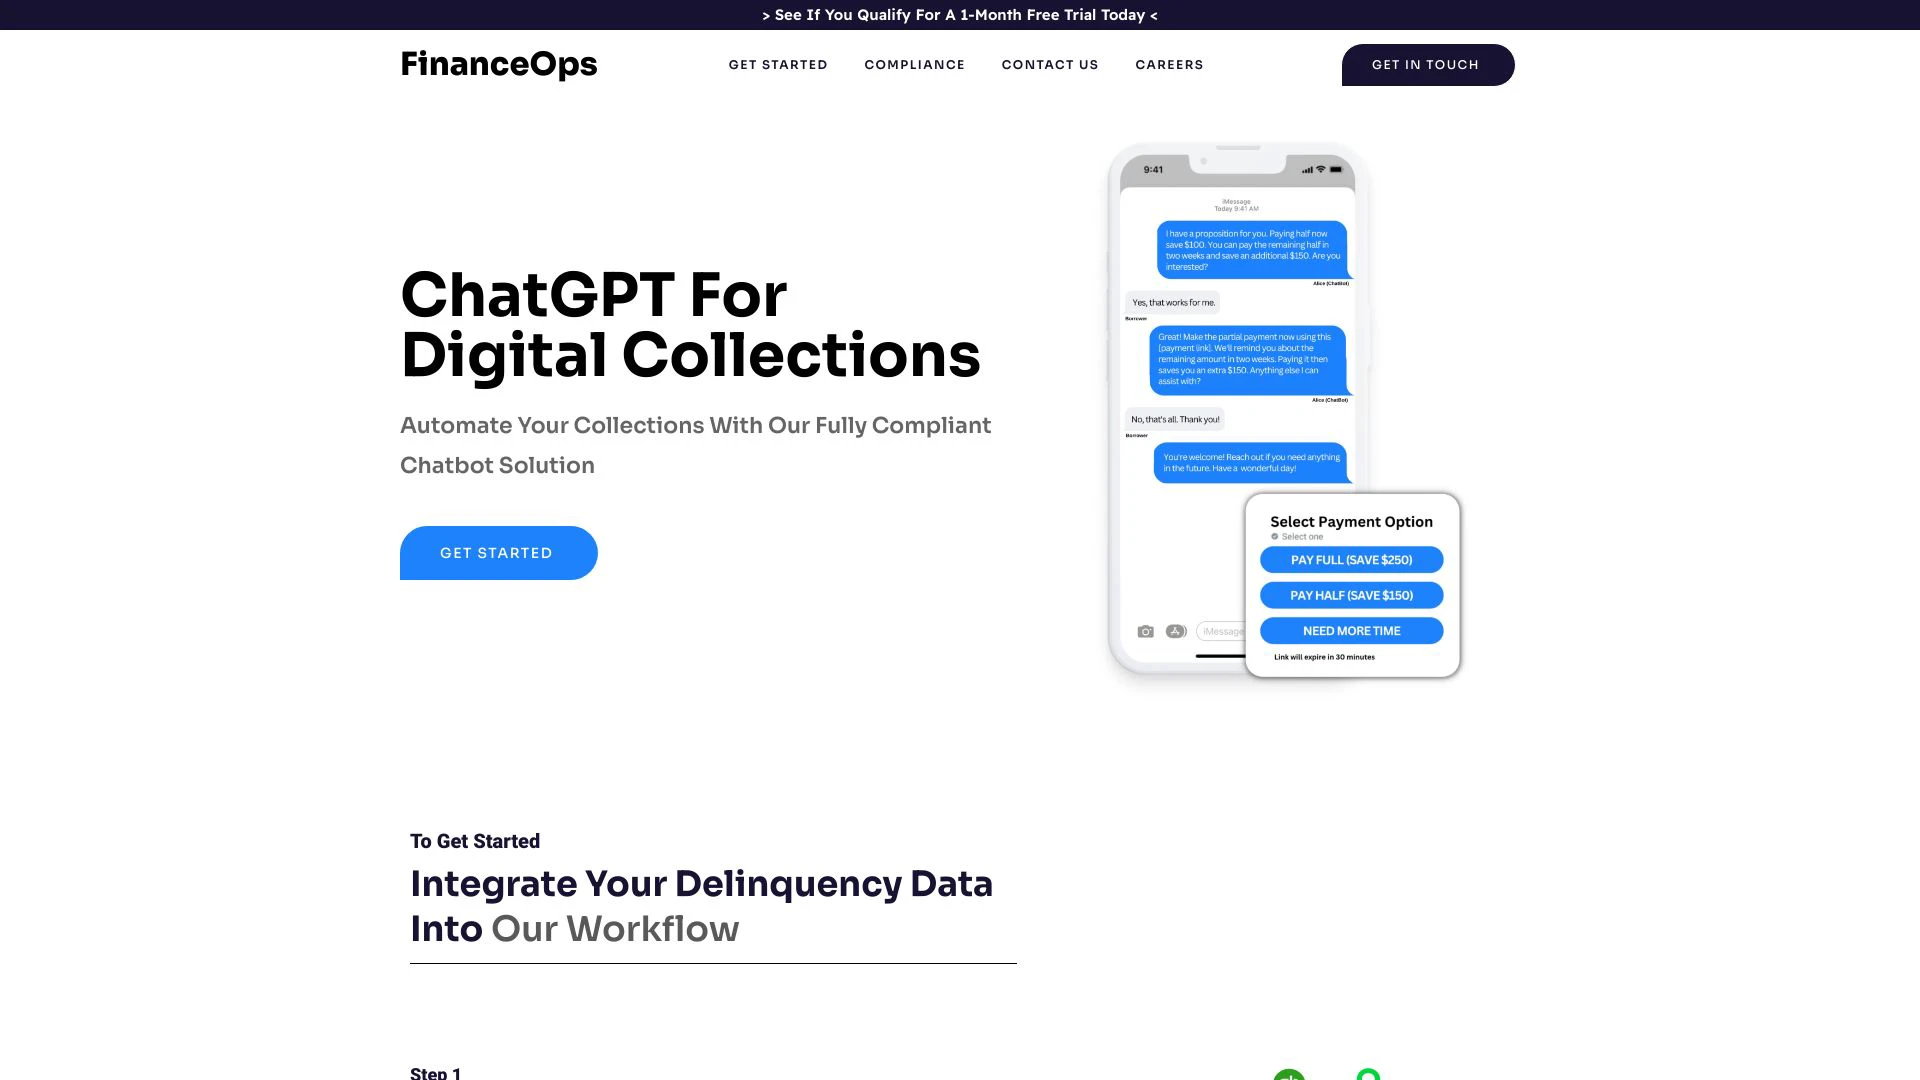 > See If You Qualify For A 1-Month Free Trial Today <
FinanceOps
GET STARTED
COMPLIANCE
CONTACT US
CAREERS
GET IN TOUCH
ChatGPT For
Digital Collections
Automate Your Collections With Our Fully Compliant
Chatbot Solution
GET STARTED
9:41
iMessage
Today 9:41 AM
I have a proposition for you. Paying half now
save $100. You can pay the remaining half in
two weeks and save an additional $150. Are you
interested?
Alice (ChatBot)
Yes, that works for me.
Borrower
Great! Make the partial payment now using this
[payment link]. We'll remind you about the
remaining amount in two weeks. Paying it then
saves you an extra $150. Anything else I can
assist with?
Alice (ChatBot)
No, that's all. Thank you!
Borrower
You're welcome! Reach out if you need anything
in the future. Have a wonderful day!
iMessage
Select Payment Option
Select one
PAY FULL (SAVE $250)
PAY HALF (SAVE $150)
NEED MORE TIME
Link will expire in 30 minutes
To Get Started
Integrate Your Delinquency Data
Into Our Workflow
Step 1